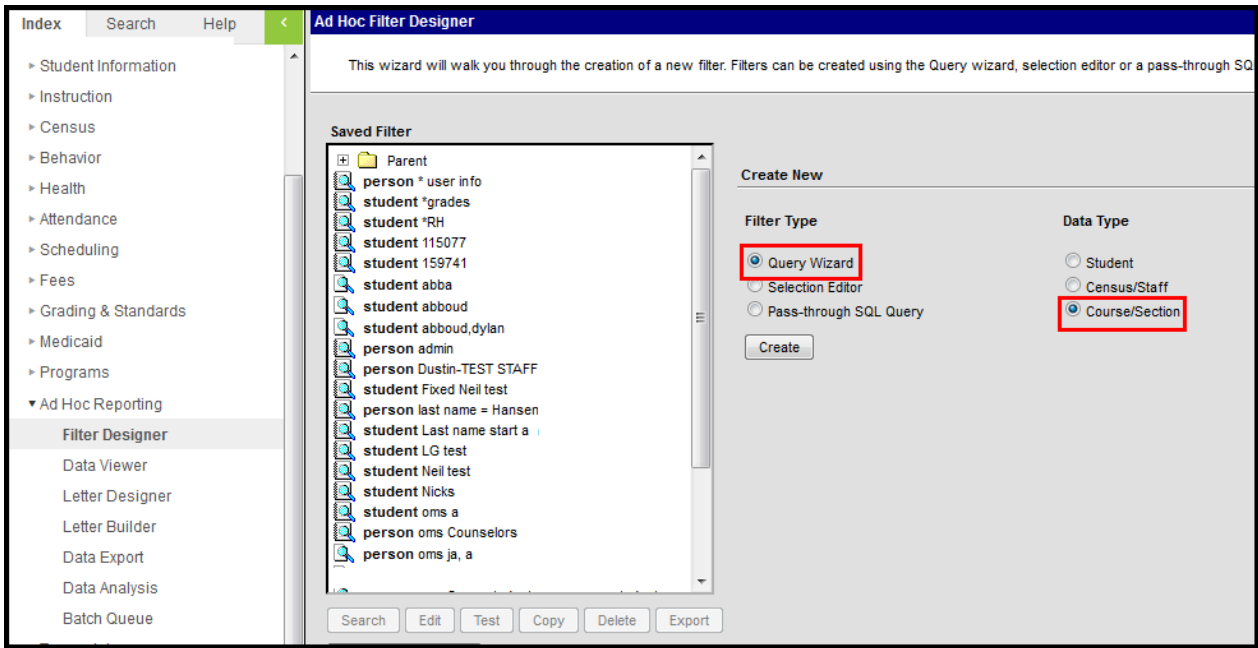 Index Search Help <
Student Information
Instruction
Census
Behavior
Health
Attendance
Scheduling
Fees
Grading & Standards
Medicaid
Programs
Ad Hoc Reporting
Filter Designer
Data Viewer
Letter Designer
Letter Builder
Data Export
Data Analysis
Batch Queue
Ad Hoc Filter Designer
This wizard will walk you through the creation of a new filter. Filters can be created using the Query wizard, selection editor or a pass-through SQ
Saved Filter
Parent
person * user info
student *grades
student *RH
student 115077
student 159741
student abba
student abboud
student abboud,dylan
person admin
person Dustin-TEST STAFF
student Fixed Neil test
person last name = Hansen
student Last name start a
student LG test
student Neil test
student Nicks
student oms a
person oms Counselors
person oms ja, a
Search Edit Test Copy Delete Export
Create New
Filter Type
Query Wizard
Selection Editor
Pass-through SQL Query
Create
Data Type
Student
Census/Staff
Course/Section